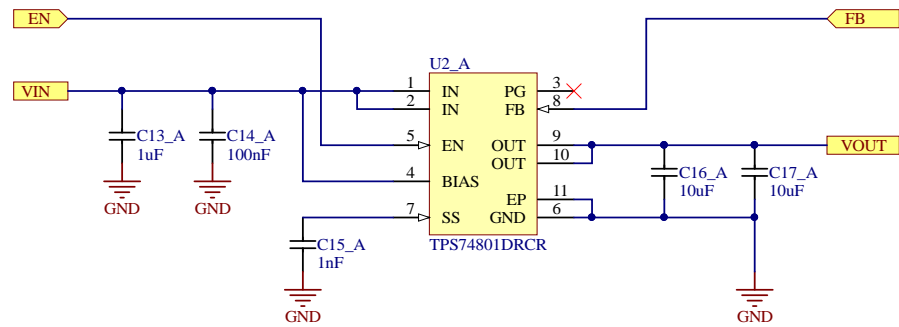 EN
FB
U2_A
VIN
1 IN PG 3
2 IN FB 8
C13_A
1uF
C14_A
100nF
5 EN OUT 9
OUT 10
VOUT
4 BIAS
C16_A
10uF
C17_A
10uF
EP 11
7 SS GND 6
GND
GND
C15_A
1nF
TPS74801DRCR
GND
GND